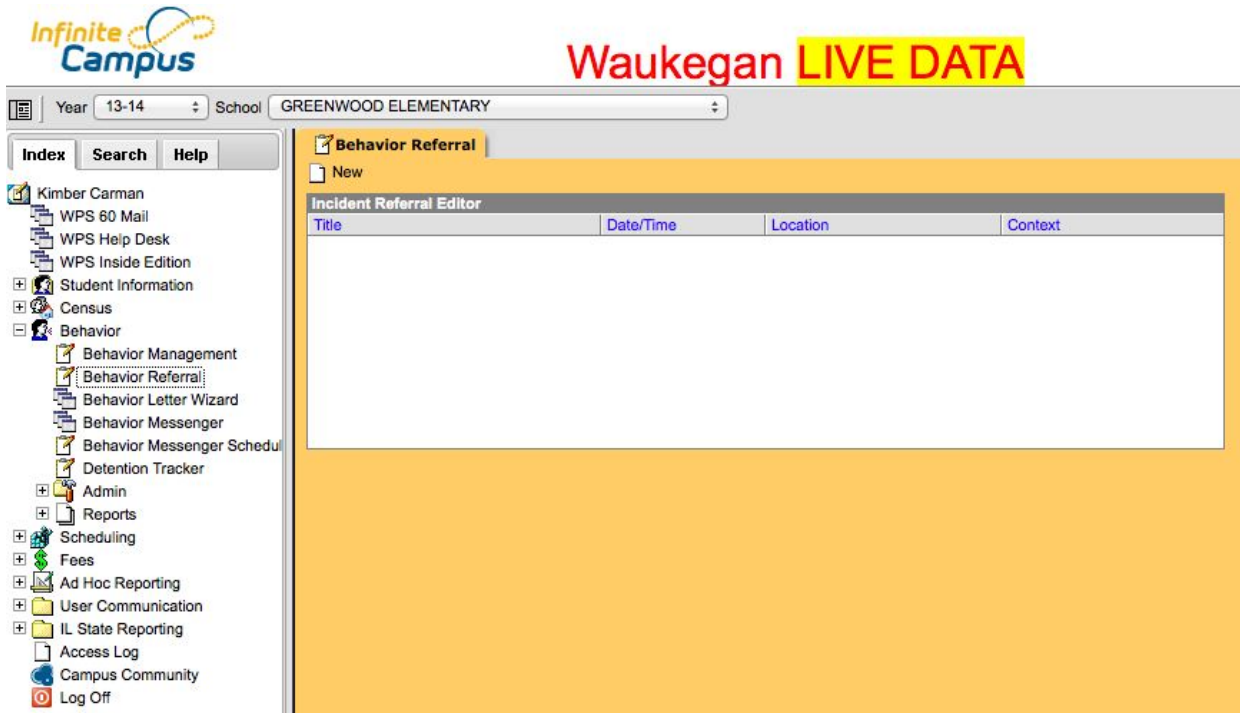 Infinite
Campus
Waukegan LIVE DATA
Year 13-14 School GREENWOOD ELEMENTARY
Index Search Help
Behavior Referral
New
Kimber Carman
WPS 60 Mail
WPS Help Desk
WPS Inside Edition
Student Information
Census
Behavior
Behavior Management
Behavior Referral
Behavior Letter Wizard
Behavior Messenger
Behavior Messenger Schedul
Detention Tracker
Admin
Reports
Scheduling
Fees
Ad Hoc Reporting
User Communication
IL State Reporting
Access Log
Campus Community
Log Off
Incident Referral Editor
Title Date/Time Location Context